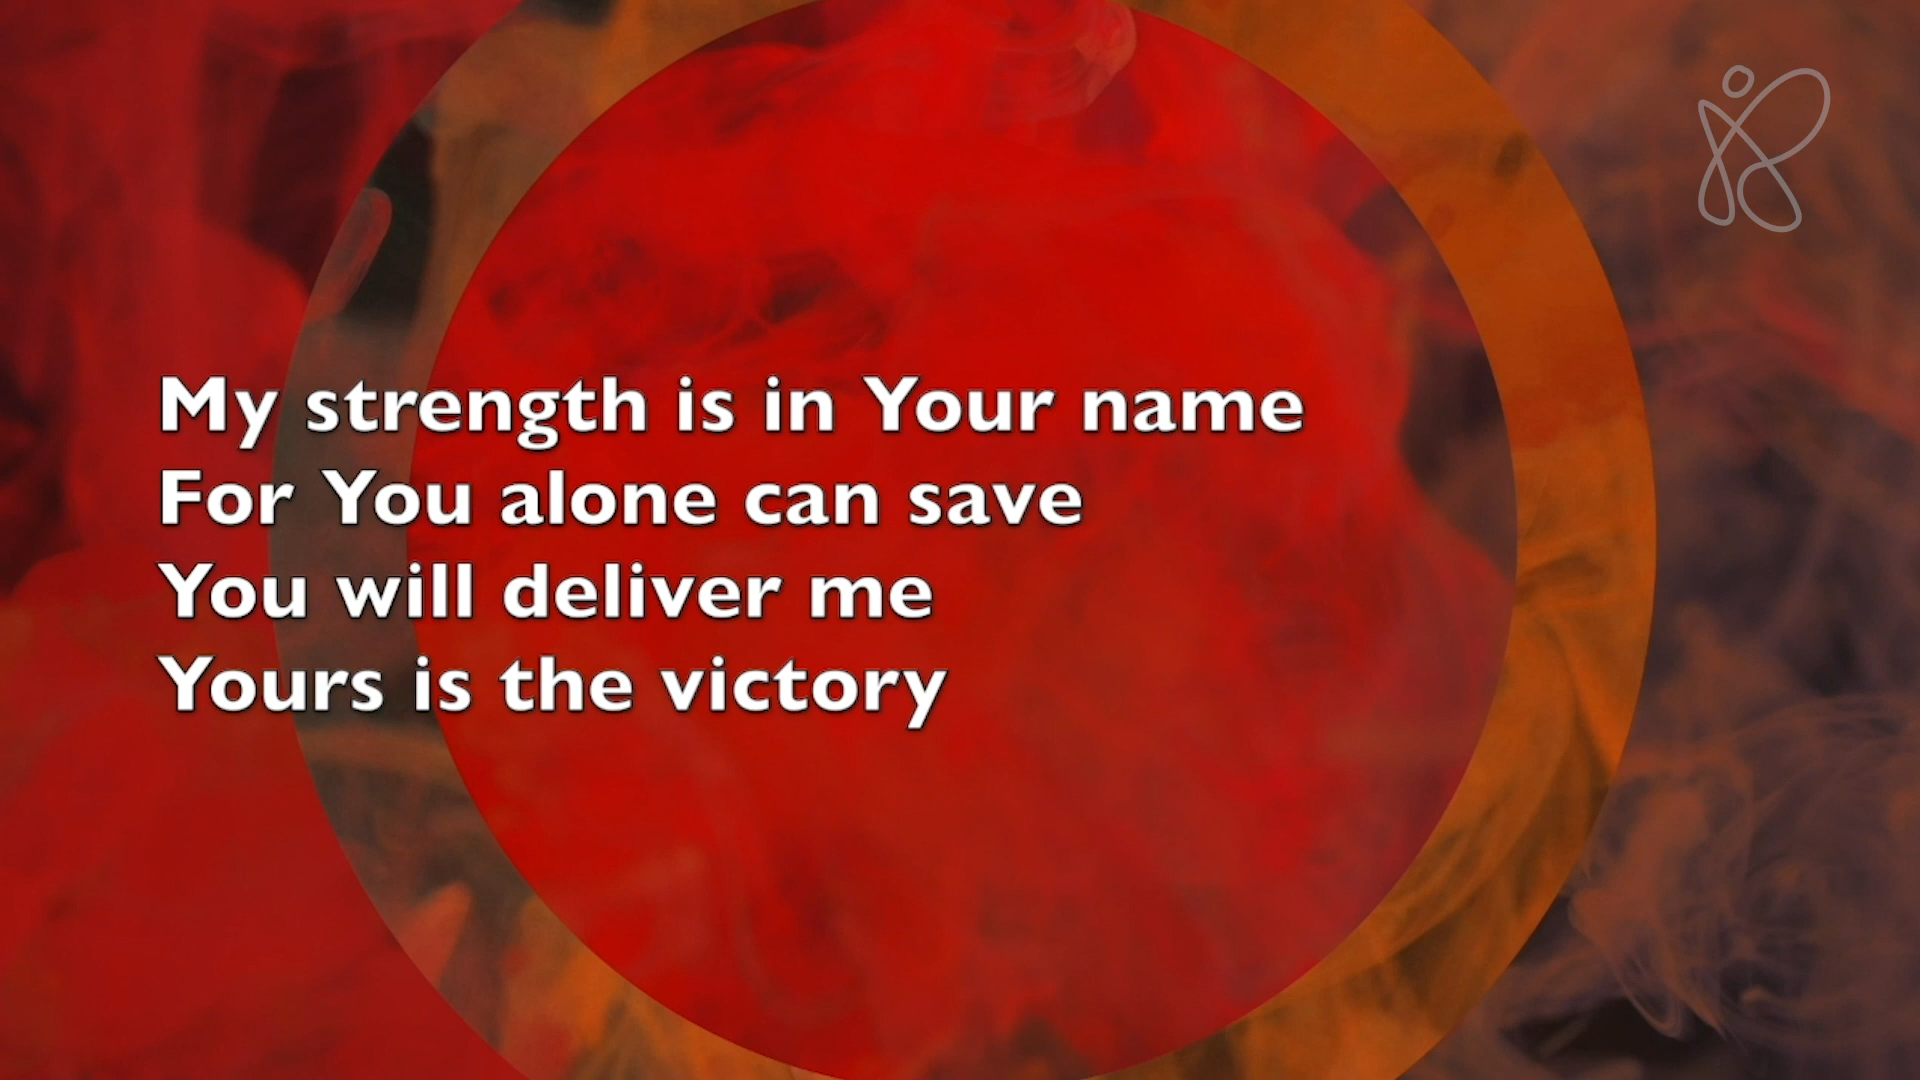 My strength is in Your name
For You alone can save
You will deliver me
Yours is the victory